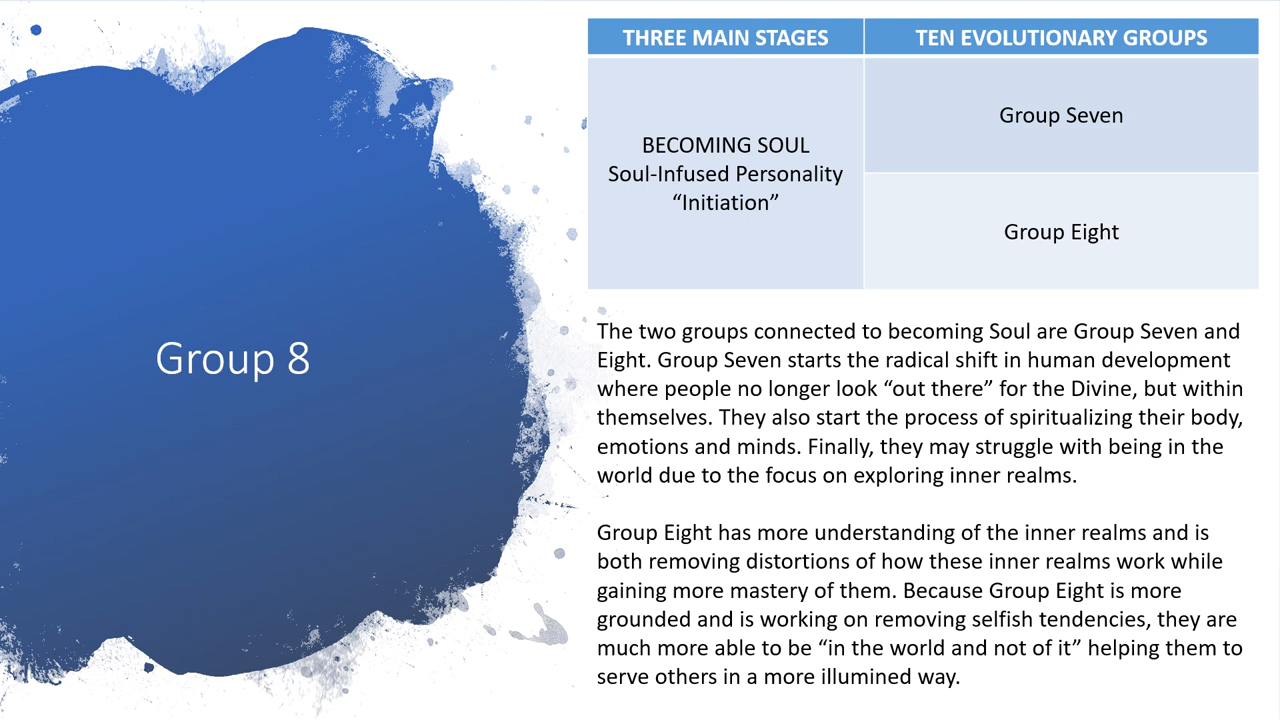 Group 8
THREE MAIN STAGES
TEN EVOLUTIONARY GROUPS
BECOMING SOUL
Soul-Infused Personality
“Initiation”
Group Seven
Group Eight
The two groups connected to becoming Soul are Group Seven and
Eight. Group Seven starts the radical shift in human development
where people no longer look “out there” for the Divine, but within
themselves. They also start the process of spiritualizing their body,
emotions and minds. Finally, they may struggle with being in the
world due to the focus on exploring inner realms.
Group Eight has more understanding of the inner realms and is
both removing distortions of how these inner realms work while
gaining more mastery of them. Because Group Eight is more
grounded and is working on removing selfish tendencies, they are
much more able to be “in the world and not of it” helping them to
serve others in a more illumined way.